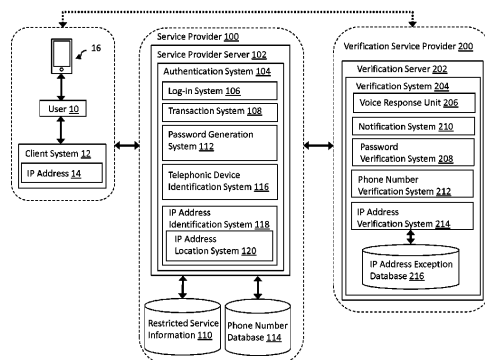 16
User 10
Client System 12
IP Address 14
Service Provider 100
Service Provider Server 102
Authentication System 104
Log-in System 106
Transaction System 108
Password Generation
System 112
Telephonic Device
Identification System 116
IP Address
Identification System 118
IP Address
Location System 120
Restricted Service
Information 110
Phone Number
Database 114
Verification Service Provider 200
Verification Server 202
Verification System 204
Voice Response Unit 206
Notification System 210
Password
Verification System 208
Phone Number
Verification System 212
IP Address
Verification System 214
IP Address Exception
Database 216